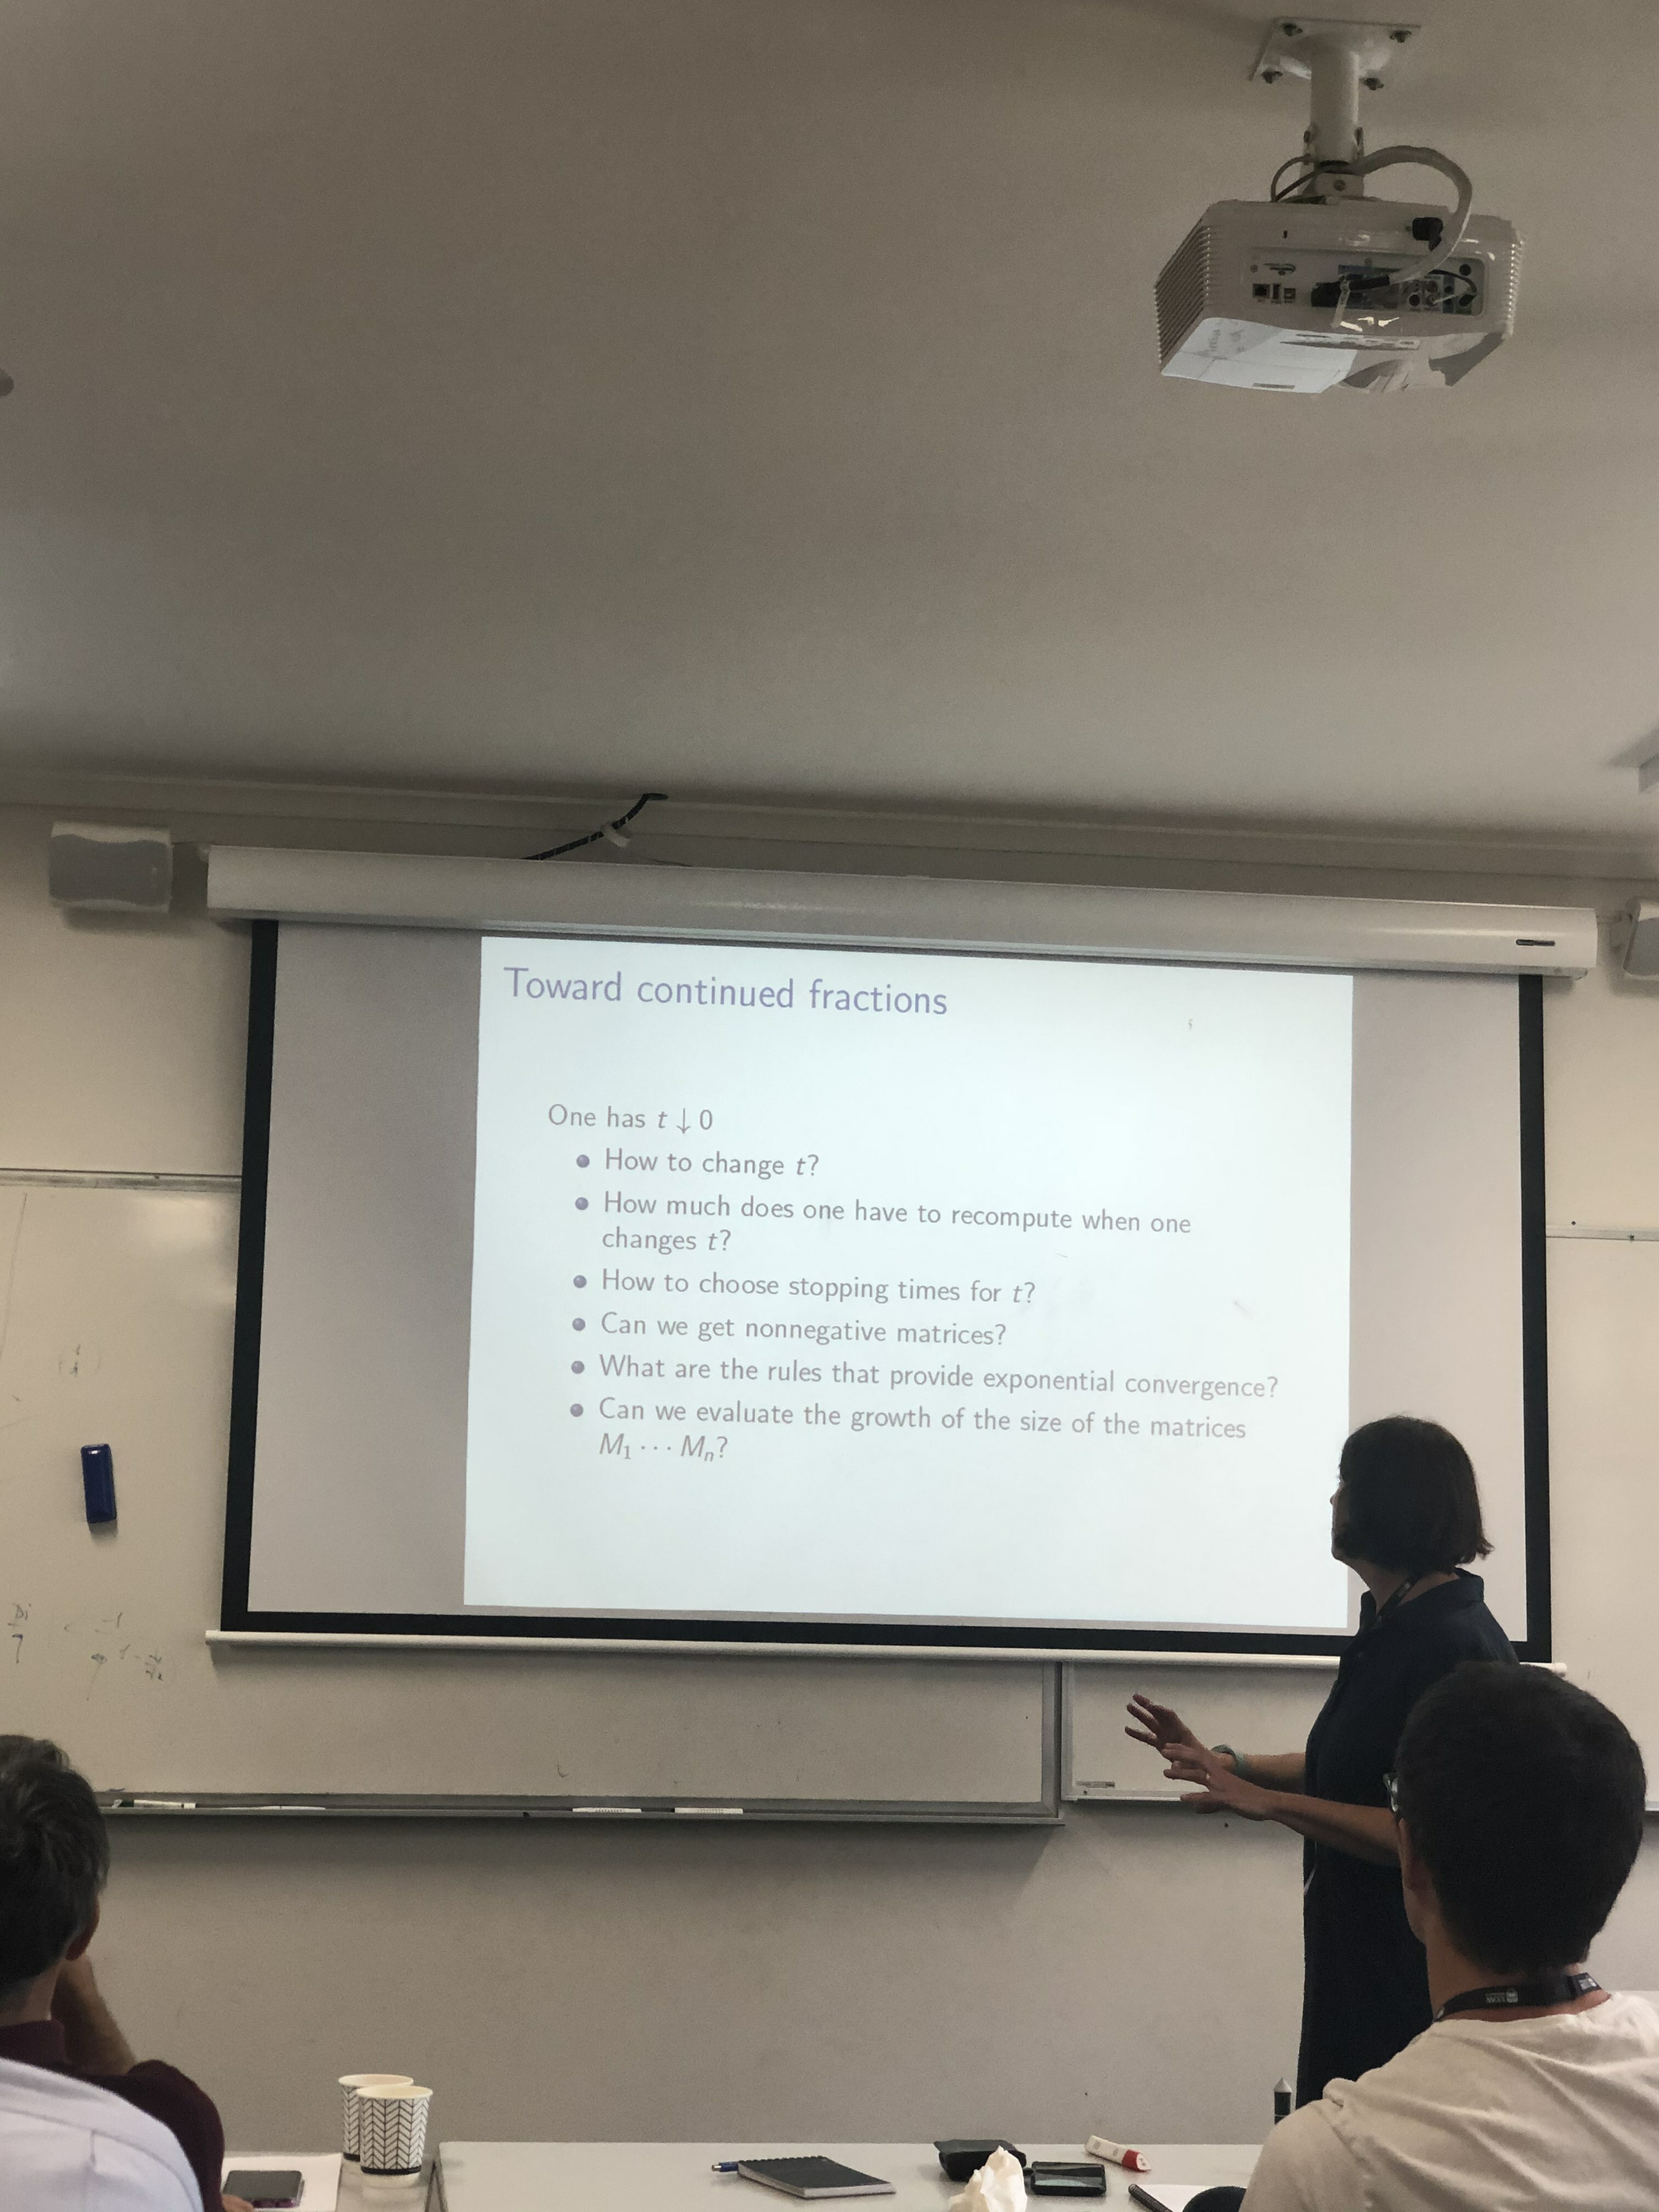 Toward continued fractions
One has t ↓ 0
• How to change t?
• How much does one have to recompute when one
changes t?
• How to choose stopping times for t?
• Can we get nonnegative matrices?
• What are the rules that provide exponential convergence?
• Can we evaluate the growth of the size of the matrices
M₁ ··· Mₙ?